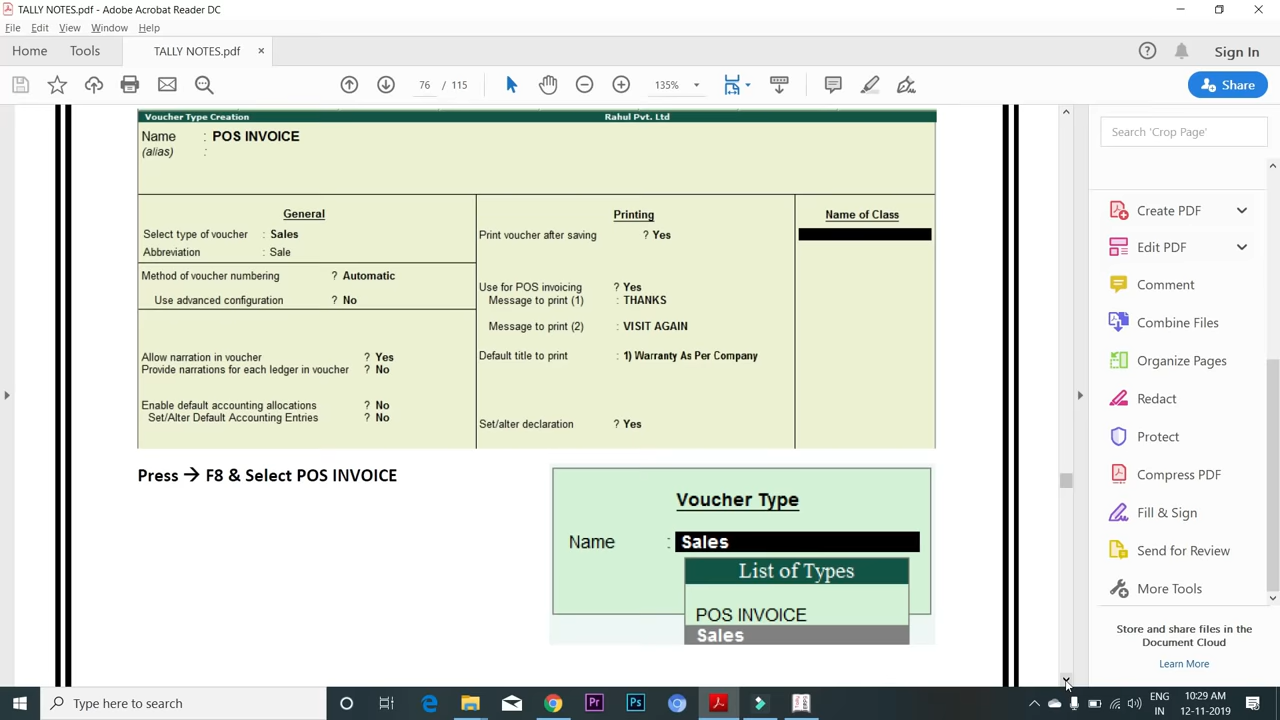 TALLY NOTES.pdf - Adobe Acrobat Reader DC
File Edit View Window Help
Home Tools TALLY NOTES.pdf × Sign In
76 / 115 135% Share
Voucher Type Creation Rahul Pvt. Ltd
Name : POS INVOICE
(alias) :
General
Select type of voucher : Sales
Abbreviation : Sale
Method of voucher numbering ? Automatic
Use advanced configuration ? No
Allow narration in voucher ? Yes
Provide narrations for each ledger in voucher ? No
Enable default accounting allocations ? No
Set/Alter Default Accounting Entries ? No
Printing
Print voucher after saving ? Yes
Use for POS invoicing ? Yes
Message to print (1) : THANKS
Message to print (2) : VISIT AGAIN
Default title to print : 1) Warranty As Per Company
Set/alter declaration ? Yes
Name of Class
Press → F8 & Select POS INVOICE
Voucher Type
Name : Sales
List of Types
POS INVOICE
Sales
Search 'Crop Page'
Create PDF
Edit PDF
Comment
Combine Files
Organize Pages
Redact
Protect
Compress PDF
Fill & Sign
Send for Review
More Tools
Store and share files in the
Document Cloud
Learn More
Type here to search
Pr Ps
ENG 10:29 AM
IN 12-11-2019